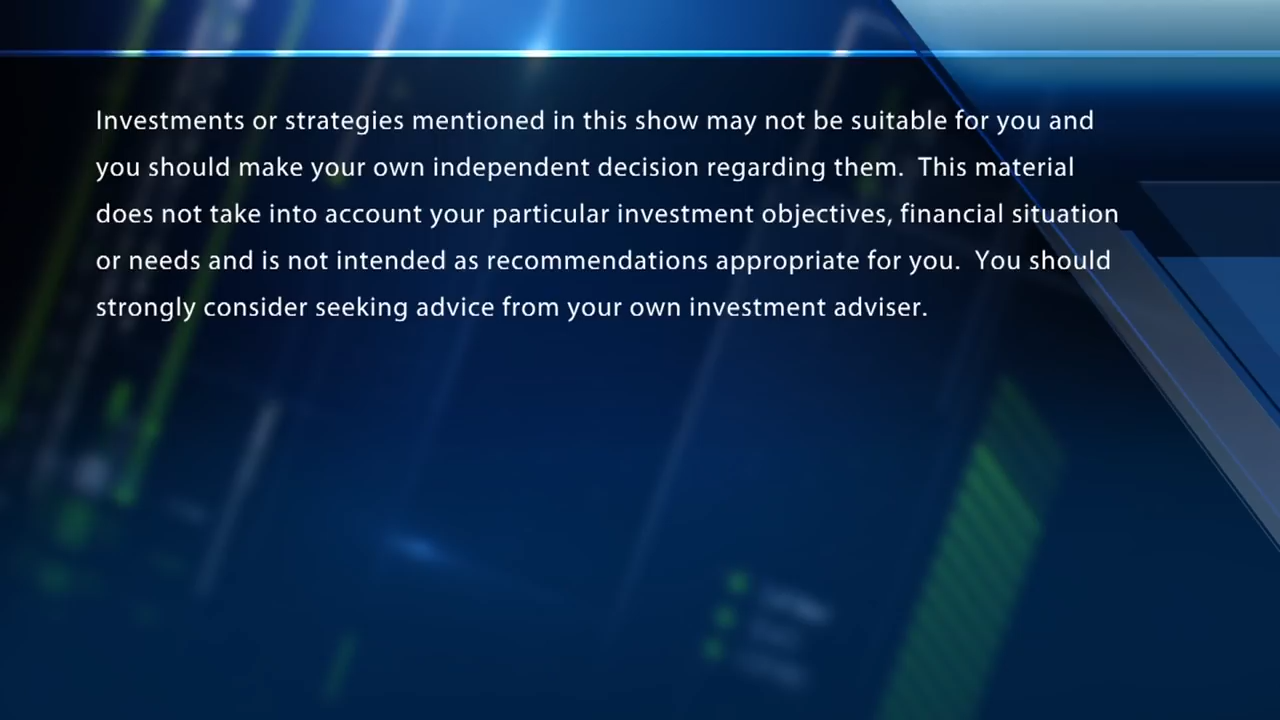 Investments or strategies mentioned in this show may not be suitable for you and
you should make your own independent decision regarding them.  This material
does not take into account your particular investment objectives, financial situation
or needs and is not intended as recommendations appropriate for you.  You should
strongly consider seeking advice from your own investment adviser.